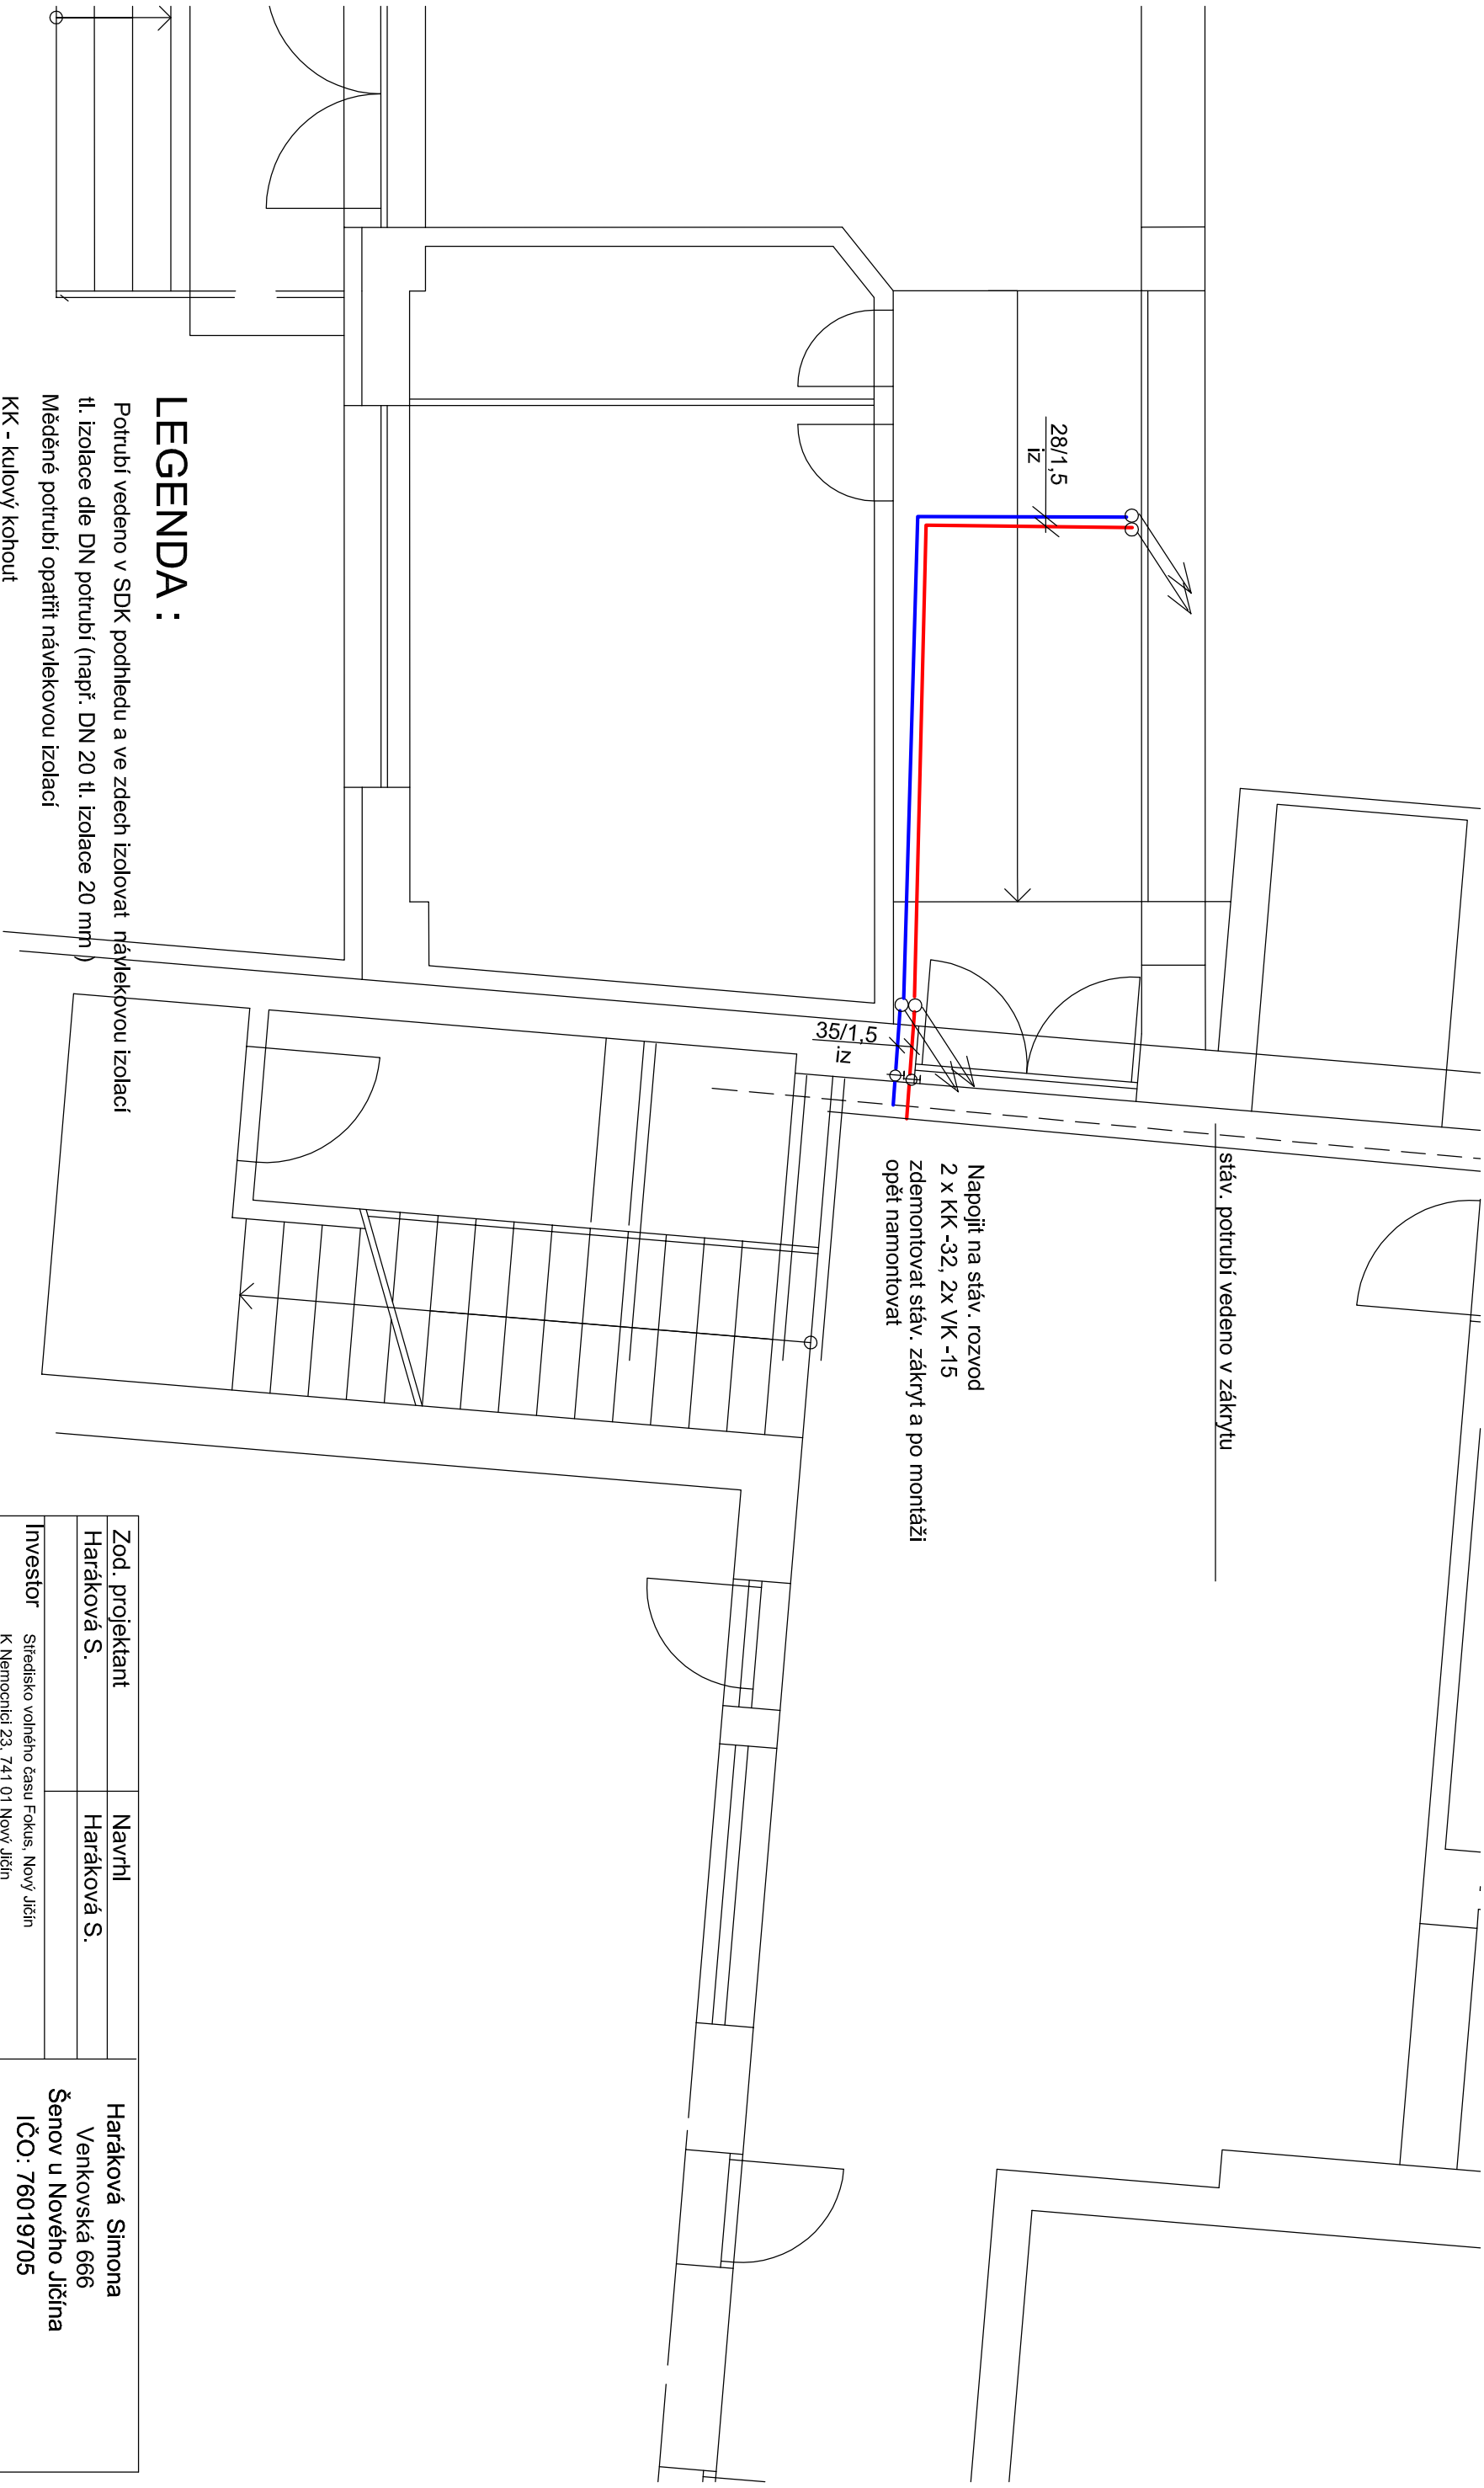 28/1,5
iz
35/1,5
iz
stáv. potrubí vedeno v zákrytu
Napojit na stáv. rozvod
2 x KK -32, 2x VK -15
zdemontovat stáv. zákryt a po montáži
opět namontovat
LEGENDA :
Potrubí vedeno v SDK podhledu a ve zdech izolovat návlekovou izolací
tl. izolace dle DN potrubí (např. DN 20 tl. izolace 20 mm )
Měděné potrubí opatřit návlekovou izolací
KK - kulový kohout
Zod. projektant
Navrhl
Haráková S.
Haráková S.
Investor
Středisko volného času Fokus, Nový Jičín
K Nemocnici 23, 741 01 Nový Jičín
Haráková Simona
Venkovská 666
Šenov u Nového Jičína
IČO: 76019705